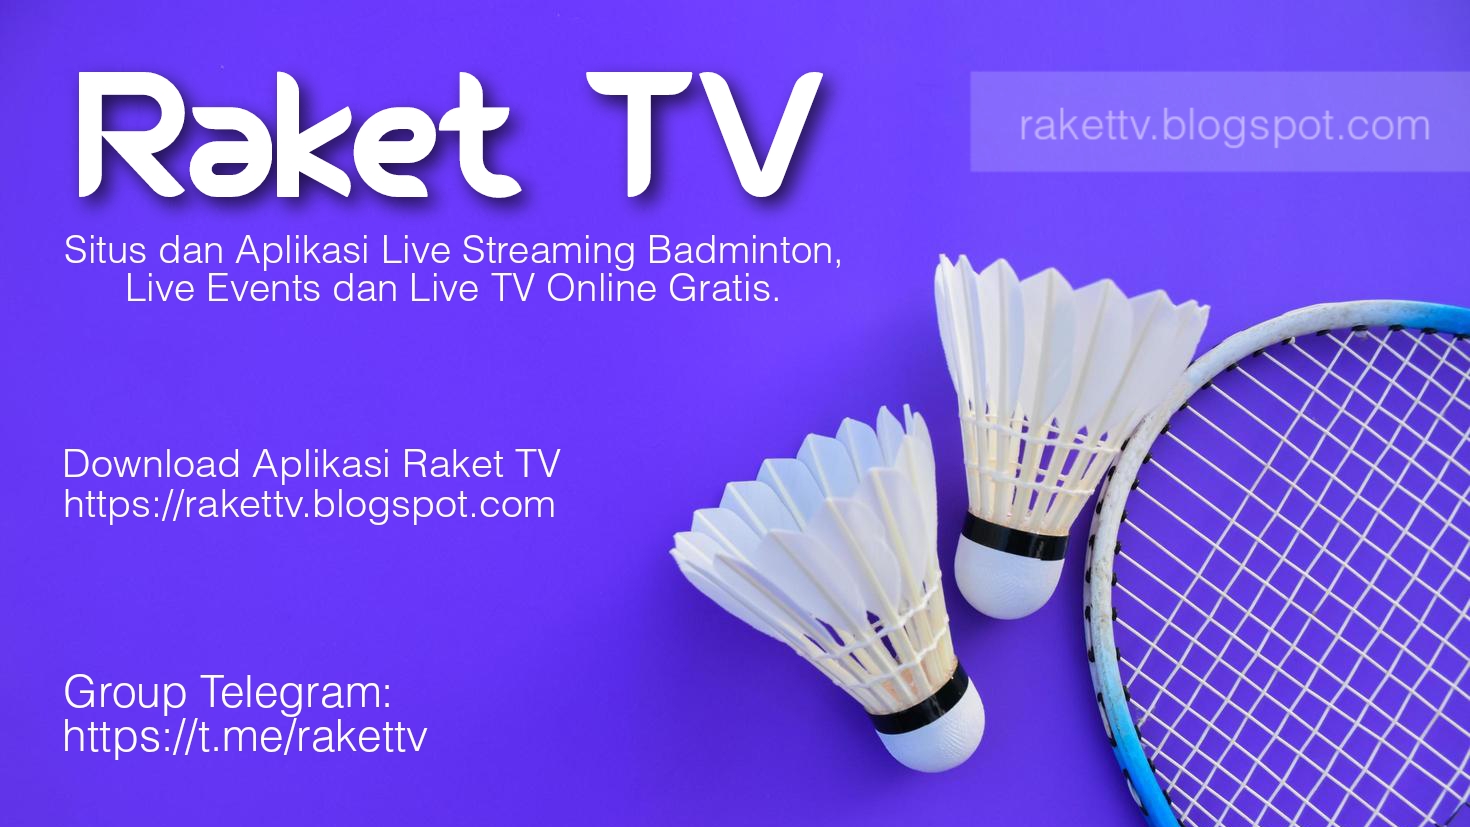 Raket TV
rakettv.blogspot.com
Situs dan Aplikasi Live Streaming Badminton,
Live Events dan Live TV Online Gratis.
Download Aplikasi Raket TV
https://rakettv.blogspot.com
Group Telegram:
https://t.me/rakettv